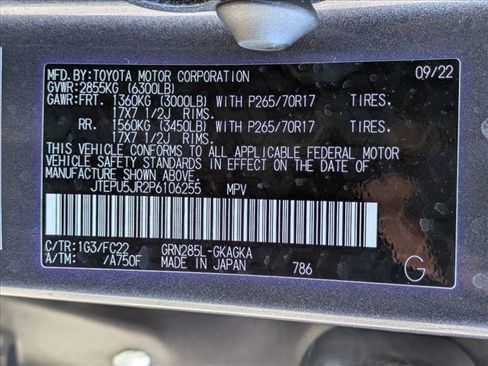 MFD.BY:TOYOTA MOTOR CORPORATION 09/22
GVWR:2855KG (6300LB)
GAWR:FRT. 1360KG (3000LB) WITH P265/70R17 TIRES.
17X7 1/2J RIMS.
RR. 1560KG (3450LB) WITH P265/70R17 TIRES.
17X7 1/2J RIMS.
THIS VEHICLE CONFORMS TO ALL APPLICABLE FEDERAL MOTOR
VEHICLE SAFETY STANDARDS IN EFFECT ON THE DATE OF
MANUFACTURE SHOWN ABOVE.
JTEPU5JR2P6106255 MPV
C/TR:1G3/FC22 GRN285L-GKAGKA
A/TM: /A750F MADE IN JAPAN 786 G